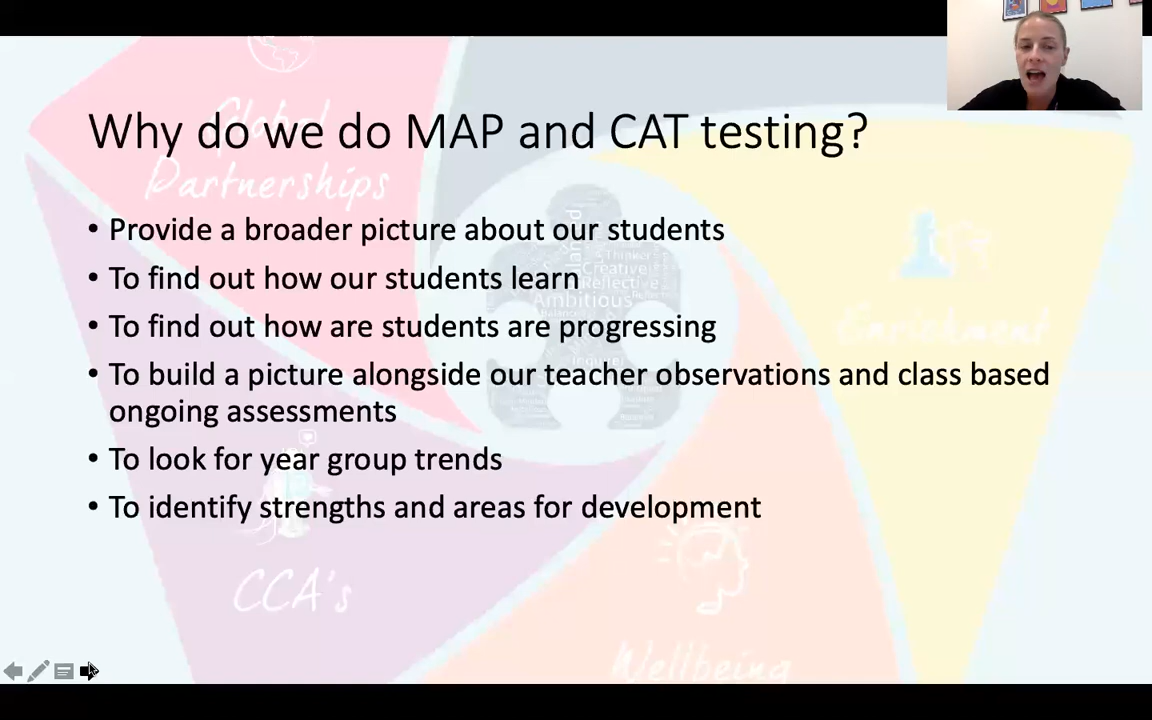 Global
Partnerships
Why do we do MAP and CAT testing?
• Provide a broader picture about our students
• To find out how our students learn
• To find out how are students are progressing
• To build a picture alongside our teacher observations and class based
ongoing assessments
• To look for year group trends
• To identify strengths and areas for development
Thinker
Creative
Reflective
Ambitious
Enrichment
CCA's
Wellbeing